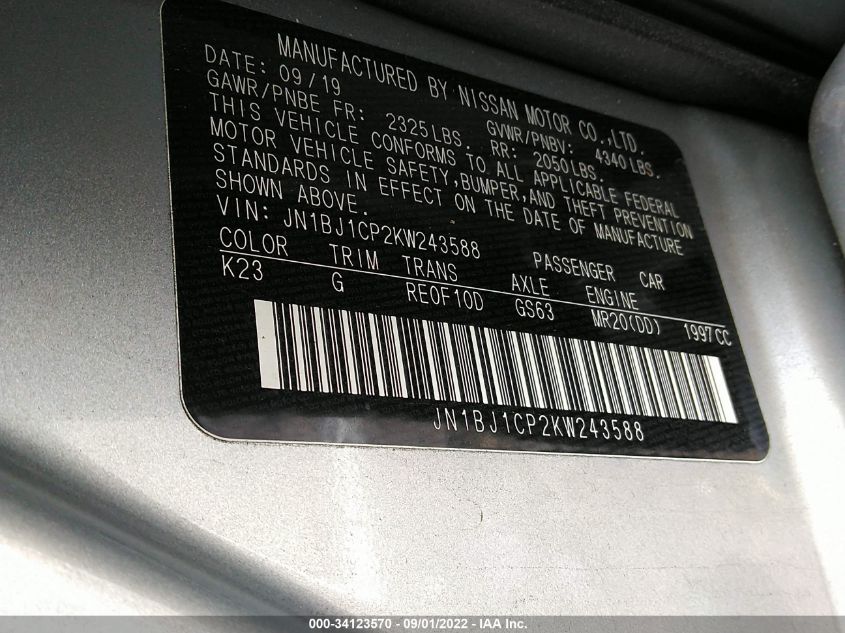 MANUFACTURED BY NISSAN MOTOR CO.,LTD.
DATE: 09/19 GVWR/PNBV: 4340LBS.
GAWR/PNBE FR: 2325LBS. RR: 2050LBS.
THIS VEHICLE CONFORMS TO ALL APPLICABLE FEDERAL
MOTOR VEHICLE SAFETY,BUMPER,AND THEFT PREVENTION
STANDARDS IN EFFECT ON THE DATE OF MANUFACTURE
SHOWN ABOVE.
VIN: JN1BJ1CP2KW243588 PASSENGER CAR
COLOR TRIM TRANS AXLE ENGINE
K23 G RE0F10D GS63 MR20(DD) 1997CC
JN1BJ1CP2KW243588
000-34123570 - 09/01/2022 - IAA Inc.